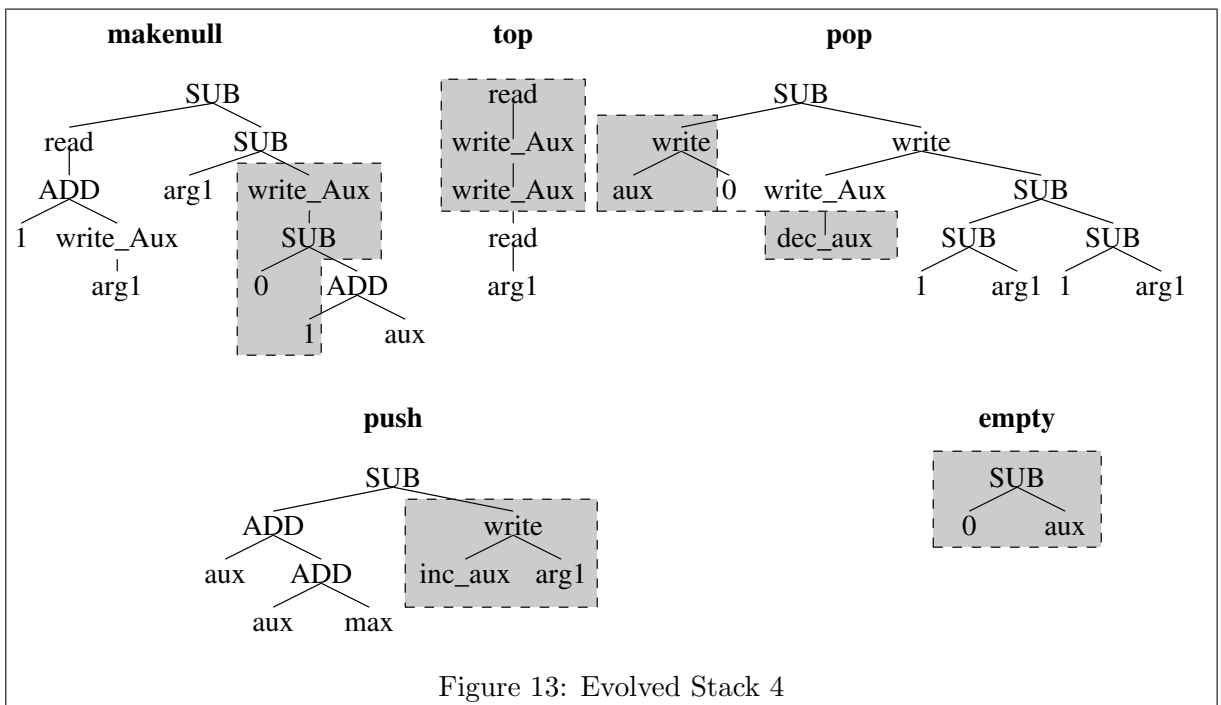 makenull top pop
SUB read SUB
read SUB write_Aux write write
ADD arg1 write_Aux write_Aux aux 0 write_Aux SUB
1 write_Aux SUB read dec_aux SUB SUB
arg1 0 ADD arg1 1 arg1 1 arg1
1 aux
push empty
SUB SUB
ADD write 0 aux
aux ADD inc_aux arg1
aux max
Figure 13: Evolved Stack 4